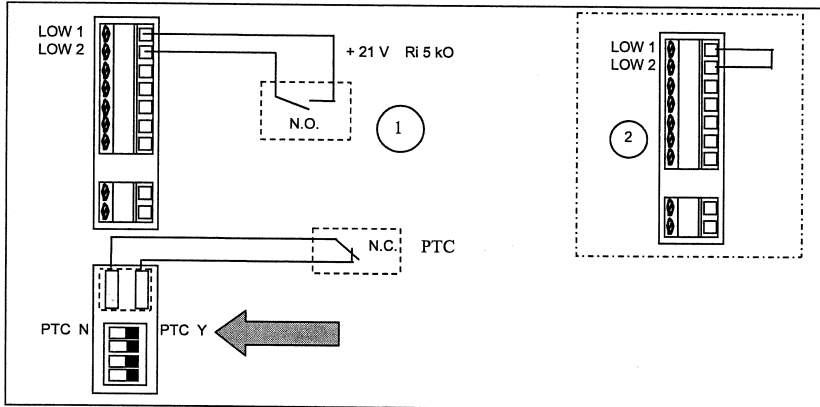 LOW 1
LOW 2
+ 21 V Ri 5 kO
N.O.
1
LOW 1
LOW 2
2
N.C. PTC
PTC N PTC Y